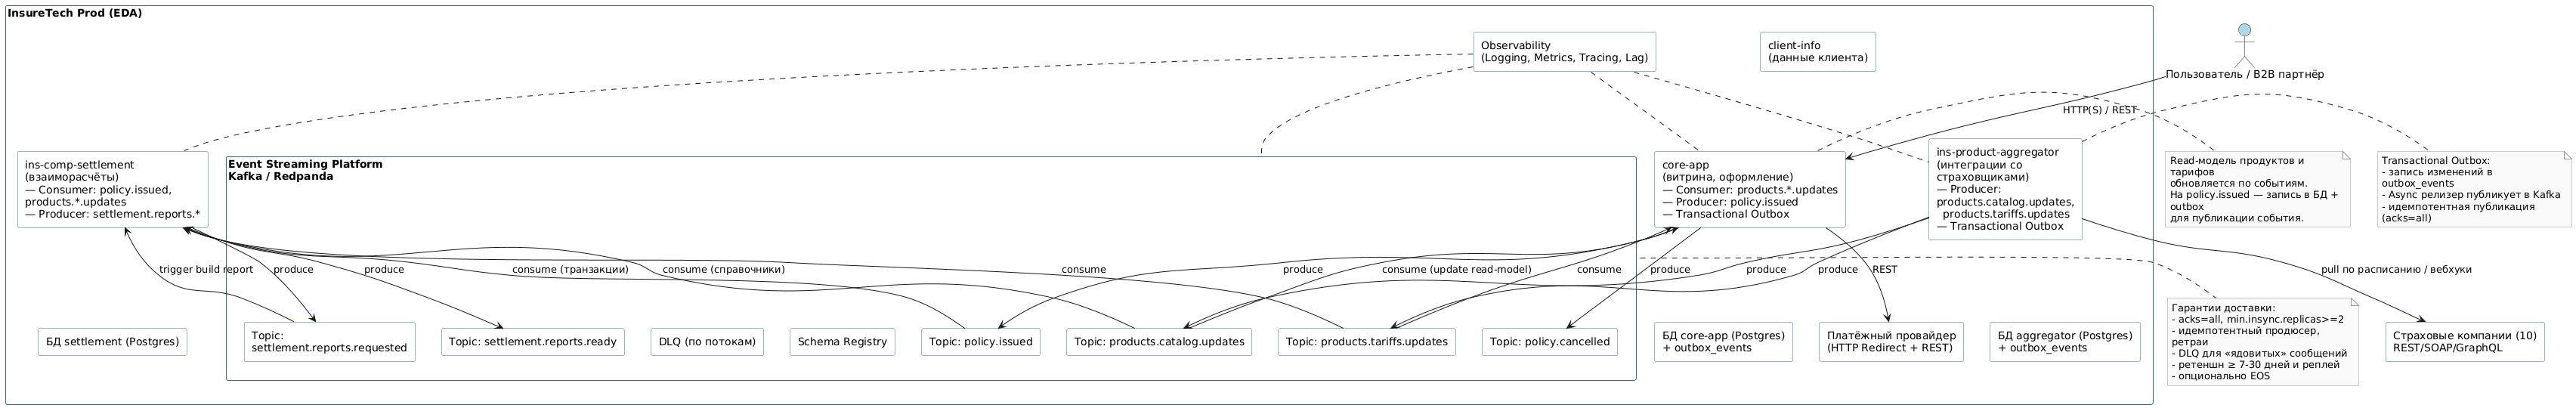 InsureTech Prod (EDA)
Observability
(Logging, Metrics, Tracing, Lag)
client-info
(данные клиента)
Пользователь / B2B партнёр
HTTP(S) / REST
ins-comp-settlement
(взаиморасчёты)
— Consumer: policy.issued,
products.*.updates
— Producer: settlement.reports.*
Event Streaming Platform
Kafka / Redpanda
core-app
(витрина, оформление)
— Consumer: products.*.updates
— Producer: policy.issued
— Transactional Outbox
ins-product-aggregator
(интеграции со
страховщиками)
— Producer:
products.catalog.updates,
products.tariffs.updates
— Transactional Outbox
Read-модель продуктов и
тарифов
обновляется по событиям.
На policy.issued — запись в БД +
outbox
для публикации события.
Transactional Outbox:
- запись изменений в
outbox_events
- Async релизер публикует в Kafka
- идемпотентная публикация
(acks=all)
trigger build report
produce
produce
consume (транзакции)
consume (справочники)
consume
produce
consume (update read-model)
consume
produce
produce
produce
REST
pull по расписанию / вебхуки
БД settlement (Postgres)
Topic:
settlement.reports.requested
Topic: settlement.reports.ready
DLQ (по потокам)
Schema Registry
Topic: policy.issued
Topic: products.catalog.updates
Topic: products.tariffs.updates
Topic: policy.cancelled
БД core-app (Postgres)
+ outbox_events
Платёжный провайдер
(HTTP Redirect + REST)
БД aggregator (Postgres)
+ outbox_events
Гарантии доставки:
- acks=all, min.insync.replicas>=2
- идемпотентный продюсер,
ретраи
- DLQ для «ядовитых» сообщений
- ретеншн ≥ 7-30 дней и реплей
- опционально EOS
Страховые компании (10)
REST/SOAP/GraphQL